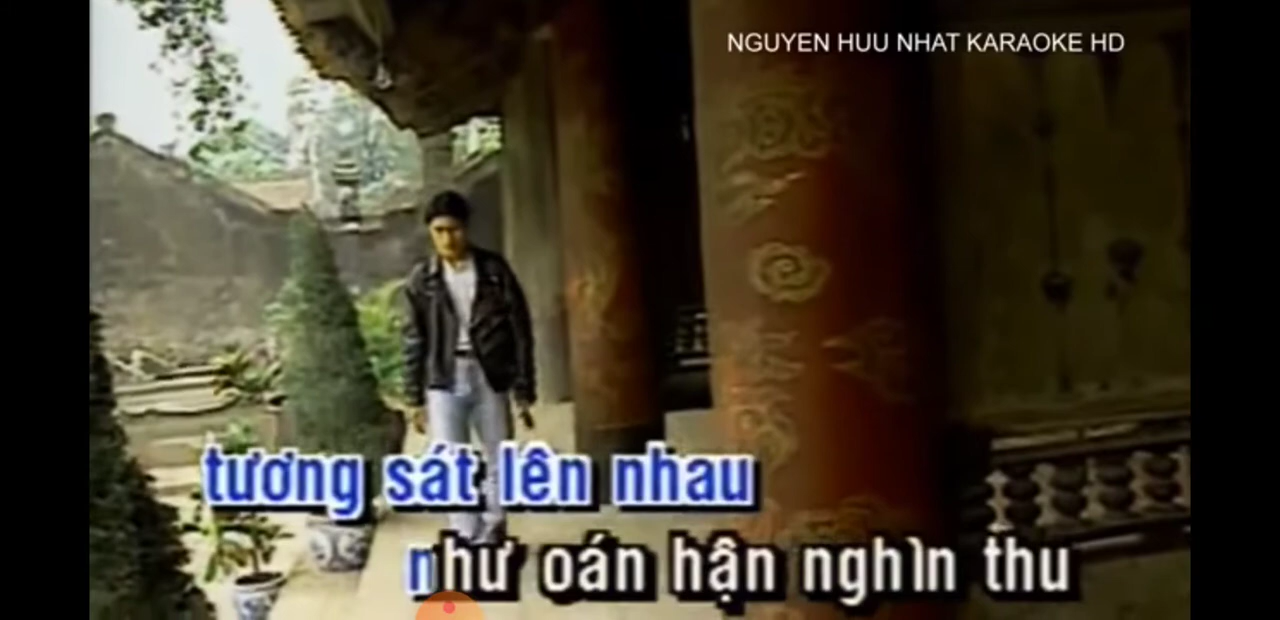 NGUYEN HUU NHAT KARAOKE HD
tương sát lên nhau
như oán hận nghìn thu